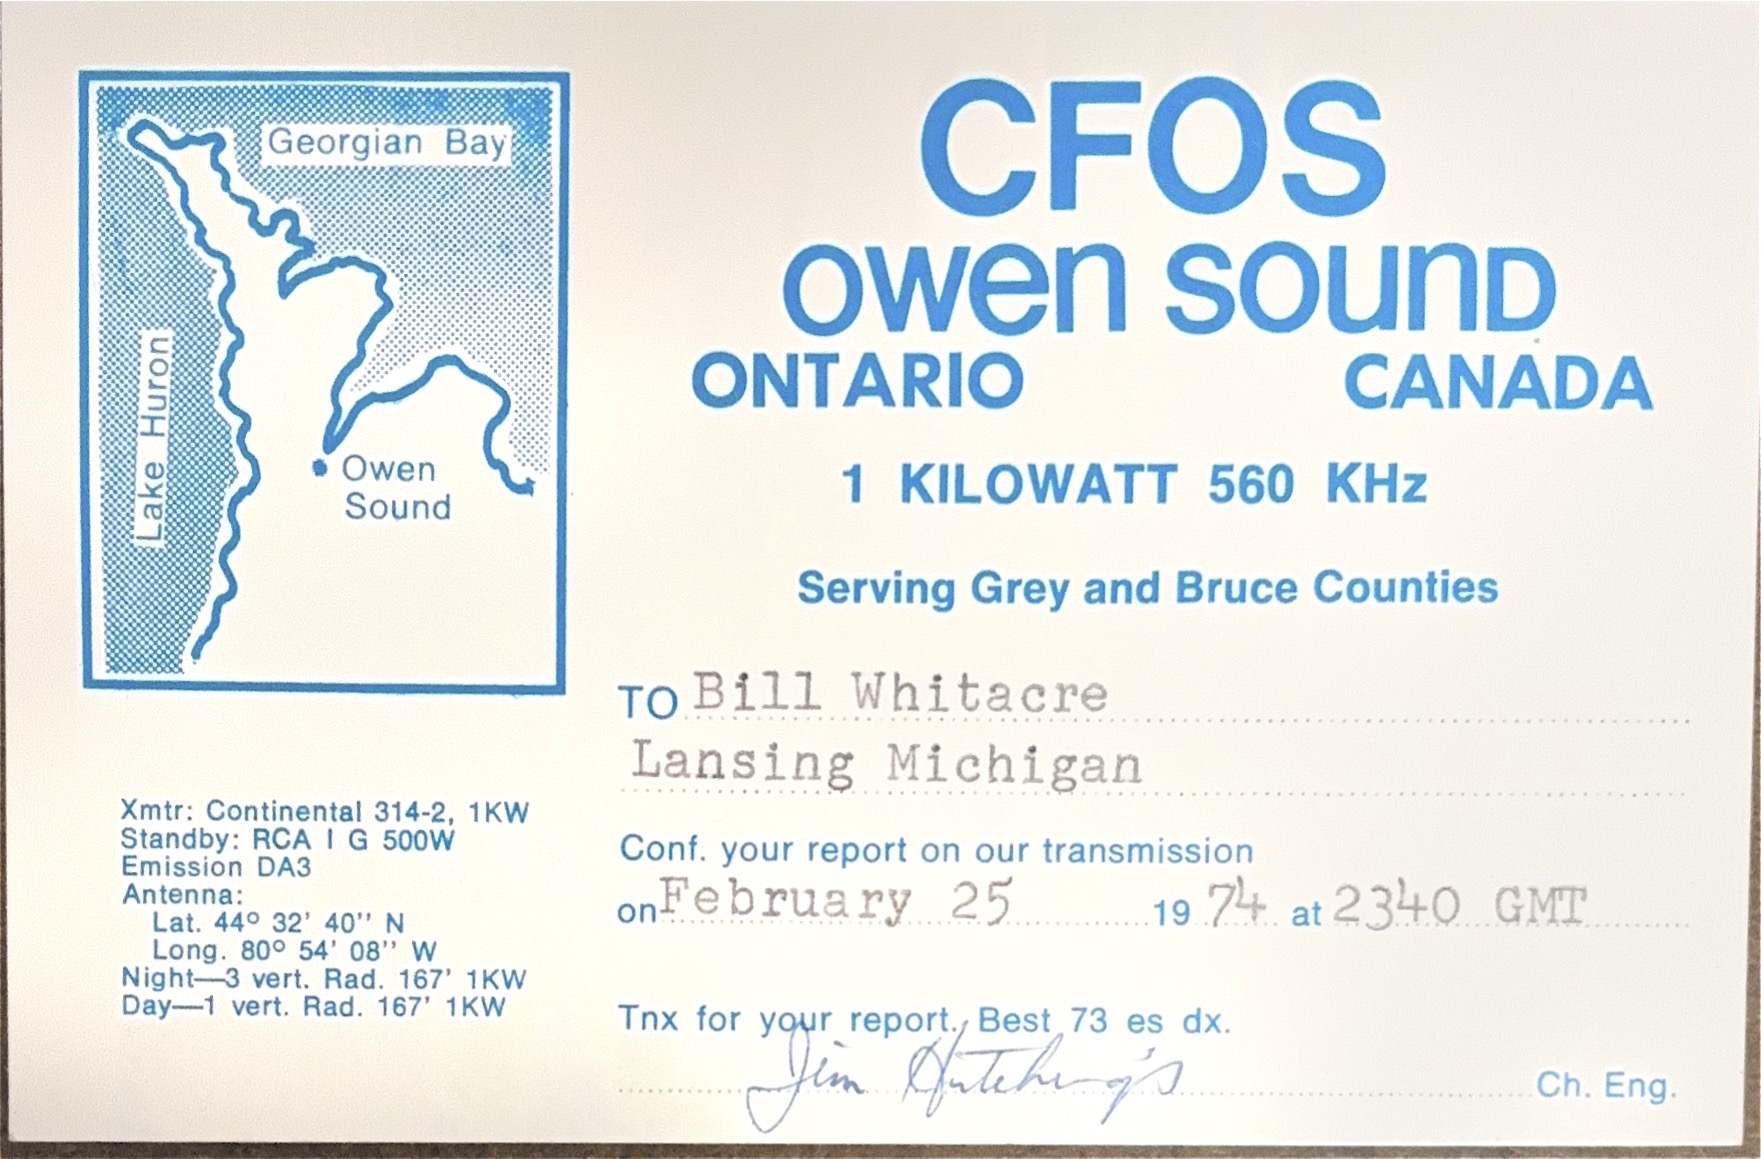 Georgian Bay
Lake Huron
Owen
Sound
Xmtr: Continental 314-2, 1KW
Standby: RCA I G 500W
Emission DA3
Antenna:
Lat. 44° 32' 40'' N
Long. 80° 54' 08'' W
Night—3 vert. Rad. 167' 1KW
Day—1 vert. Rad. 167' 1KW
CFOS
owen sound
ONTARIO CANADA
1 KILOWATT 560 KHz
Serving Grey and Bruce Counties
TO Bill Whitacre
Lansing Michigan
Conf. your report on our transmission
on February 25 19 74 at 2340 GMT
Tnx for your report. Best 73 es dx.
Jim Hutchings
Ch. Eng.